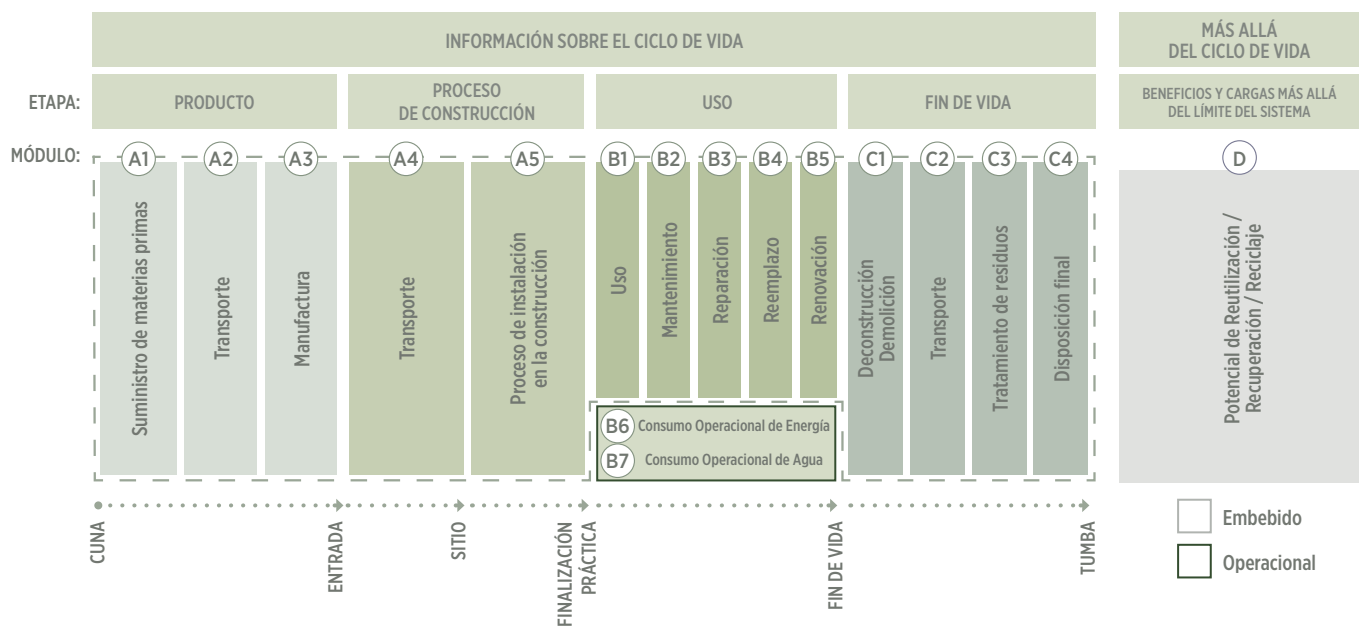 INFORMACIÓN SOBRE EL CICLO DE VIDA
MÁS ALLÁ
DEL CICLO DE VIDA
ETAPA:
PRODUCTO
PROCESO
DE CONSTRUCCIÓN
USO
FIN DE VIDA
BENEFICIOS Y CARGAS MÁS ALLÁ
DEL LÍMITE DEL SISTEMA
MÓDULO:
A1
A2
A3
A4
A5
B1
B2
B3
B4
B5
C1
C2
C3
C4
D
Suministro de materias primas
Transporte
Manufactura
Transporte
Proceso de instalación
en la construcción
Uso
Mantenimiento
Reparación
Reemplazo
Renovación
Deconstrucción
Demolición
Transporte
Tratamiento de residuos
Disposición final
Potencial de Reutilización /
Recuperación / Reciclaje
B6 Consumo Operacional de Energía
B7 Consumo Operacional de Agua
CUNA
ENTRADA
SITIO
FINALIZACIÓN
PRÁCTICA
FIN DE VIDA
TUMBA
Embebido
Operacional